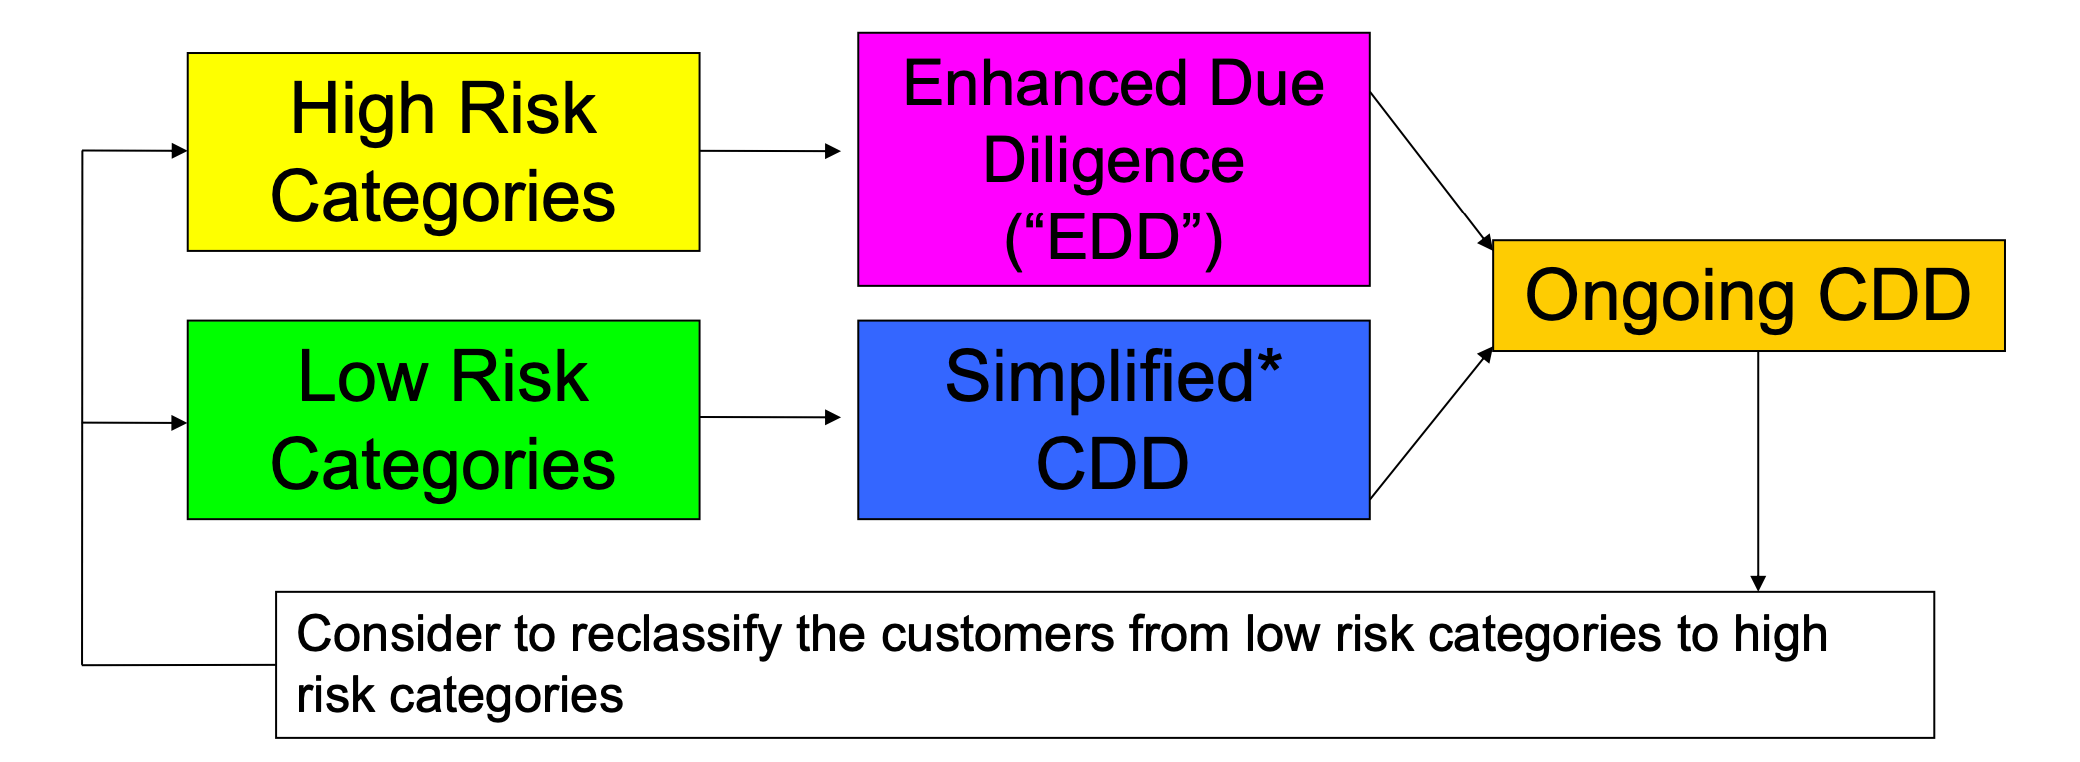 High Risk
Categories
Enhanced Due
Diligence
(“EDD”)
Ongoing CDD
Low Risk
Categories
Simplified*
CDD
Consider to reclassify the customers from low risk categories to high
risk categories